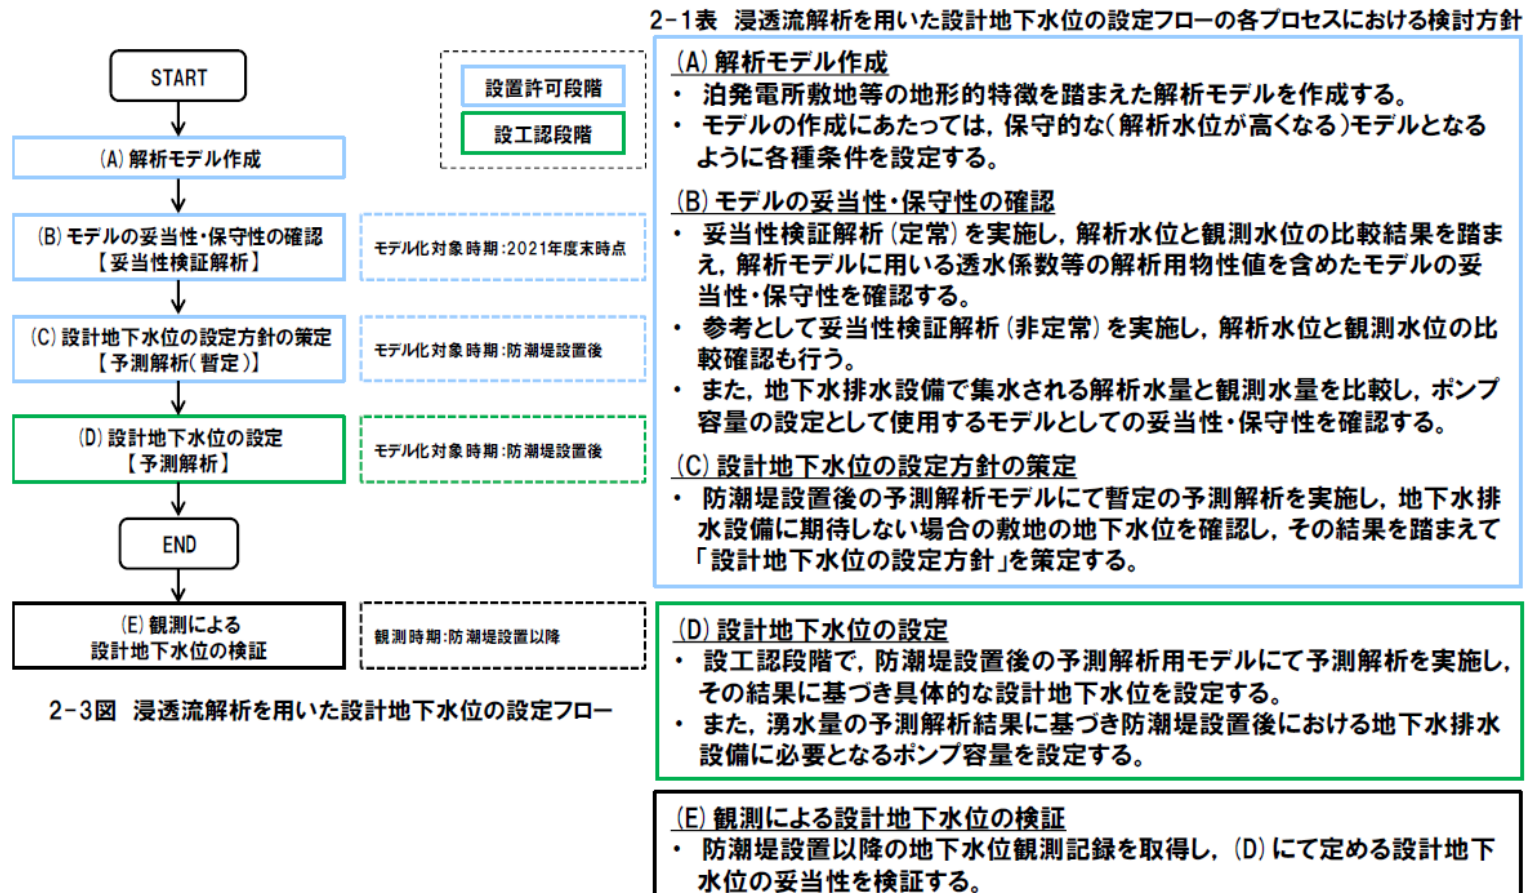 2-1表 浸透流解析を用いた設計地下水位の設定フローの各プロセスにおける検討方針
START
(A)解析モデル作成
(B)モデルの妥当性・保守性の確認
【妥当性検証解析】
(C)設計地下水位の設定方針の策定
【予測解析(暫定)】
(D)設計地下水位の設定
【予測解析】
END
(E)観測による
設計地下水位の検証
設置許可段階
設工認段階
モデル化対象時期:2021年度末時点
モデル化対象時期:防潮堤設置後
モデル化対象時期:防潮堤設置後
観測時期:防潮堤設置以降
2-3図 浸透流解析を用いた設計地下水位の設定フロー
(A)解析モデル作成
・ 泊発電所敷地等の地形的特徴を踏まえた解析モデルを作成する。
・ モデルの作成にあたっては,保守的な(解析水位が高くなる)モデルとなる
ように各種条件を設定する。
(B)モデルの妥当性・保守性の確認
・ 妥当性検証解析(定常)を実施し,解析水位と観測水位の比較結果を踏ま
え,解析モデルに用いる透水係数等の解析用物性値を含めたモデルの妥
当性・保守性を確認する。
・ 参考として妥当性検証解析(非定常)を実施し,解析水位と観測水位の比
較確認も行う。
・ また,地下水排水設備で集水される解析水量と観測水量を比較し,ポンプ
容量の設定として使用するモデルとしての妥当性・保守性を確認する。
(C)設計地下水位の設定方針の策定
・ 防潮堤設置後の予測解析モデルにて暫定の予測解析を実施し,地下水排
水設備に期待しない場合の敷地の地下水位を確認し,その結果を踏まえて
「設計地下水位の設定方針」を策定する。
(D)設計地下水位の設定
・ 設工認段階で,防潮堤設置後の予測解析用モデルにて予測解析を実施し,
その結果に基づき具体的な設計地下水位を設定する。
・ また,湧水量の予測解析結果に基づき防潮堤設置後における地下水排水
設備に必要となるポンプ容量を設定する。
(E)観測による設計地下水位の検証
・ 防潮堤設置以降の地下水位観測記録を取得し,(D)にて定める設計地下
水位の妥当性を検証する。